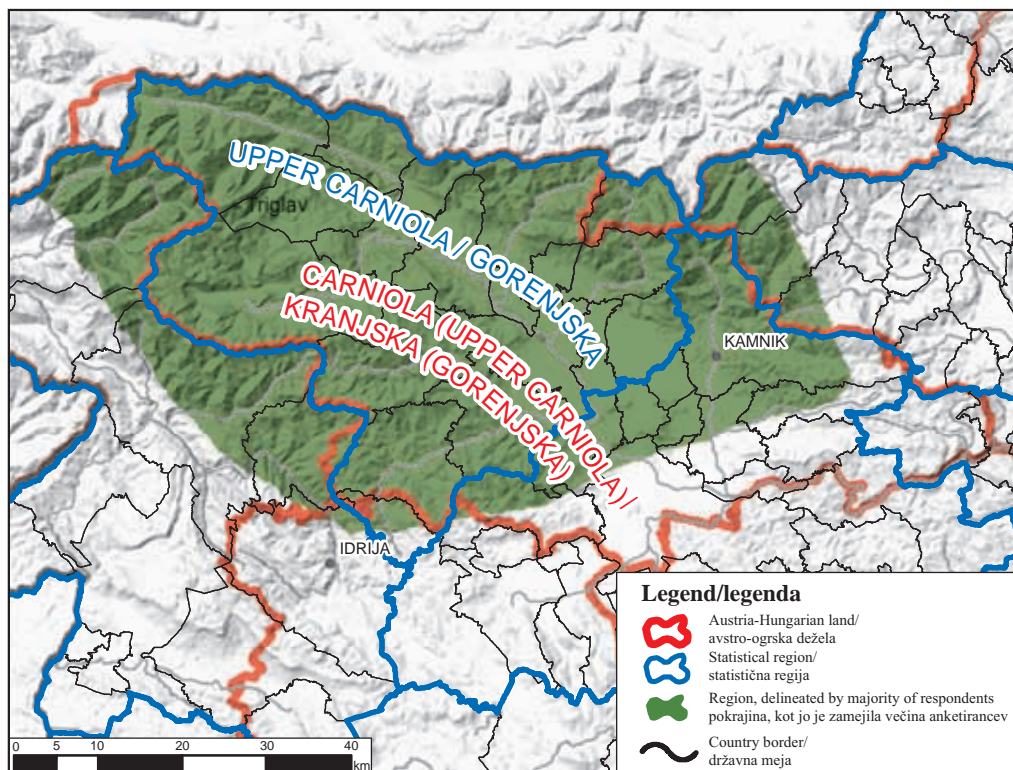 UPPER CARNIOLA / GORENJSKA
Triglav
CARNIOLA (UPPER CARNIOLA) /
KRANJSKA (GORENJSKA)
KAMNIK
IDRIJA
Legend/legenda
Austria-Hungarian land/
avstro-ogrska dežela
Statistical region/
statistična regija
Region, delineated by majority of respondents
pokrajina, kot jo je zamejila večina anketirancev
Country border/
državna meja
0 5 10 20 30 40
km